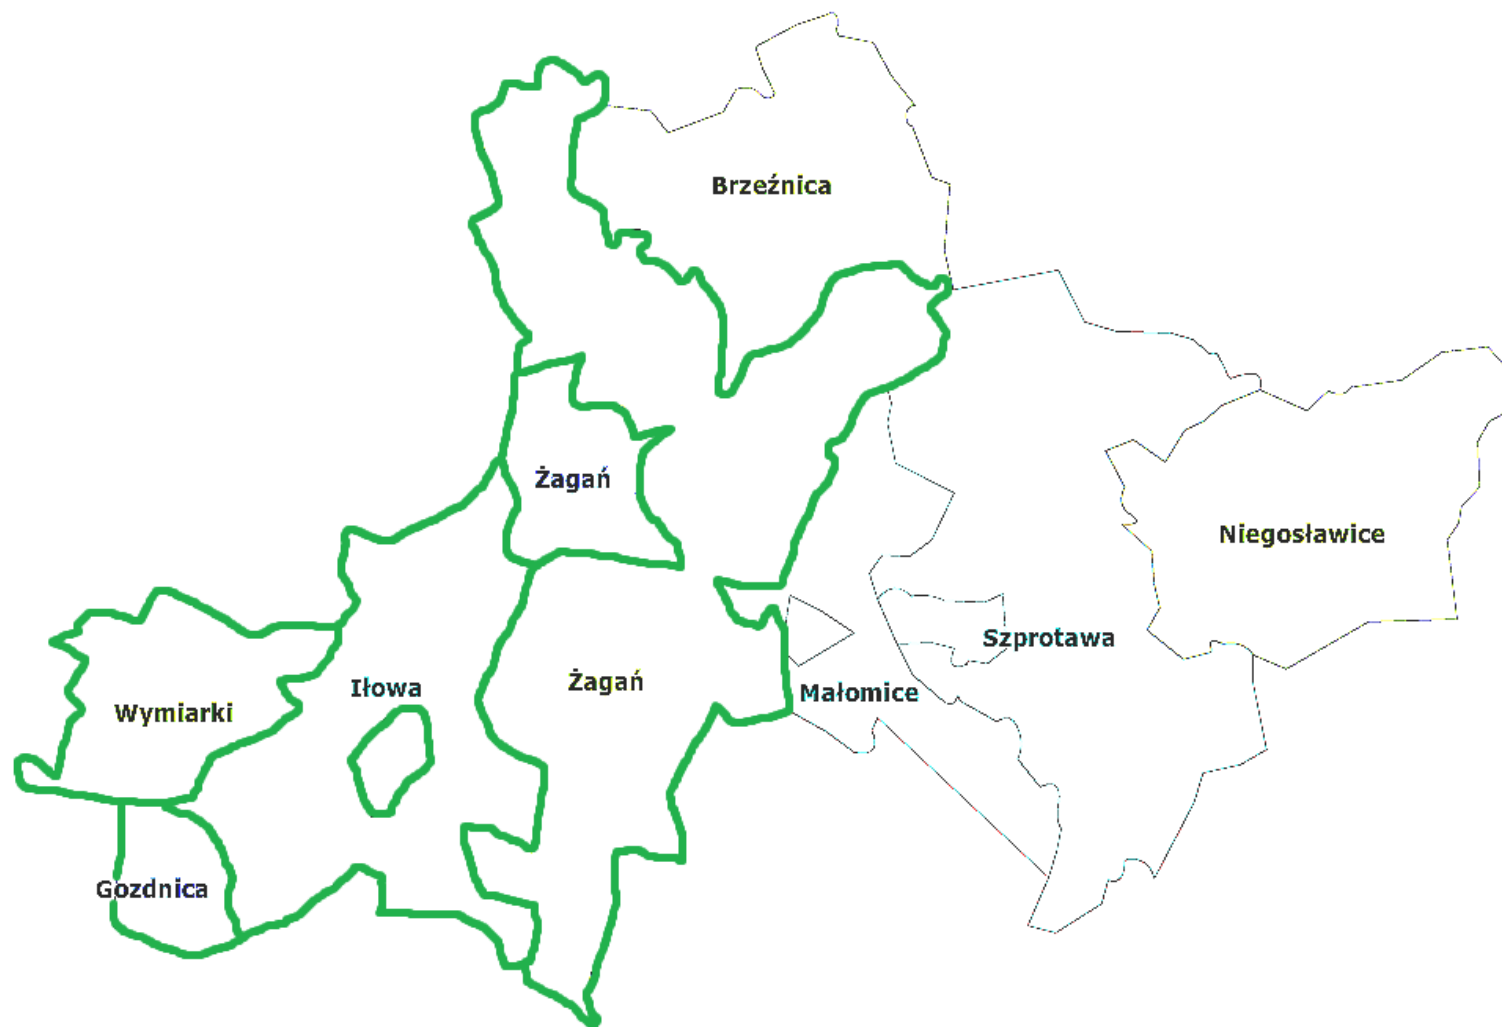 Brzeźnica
Żagań
Niegosławice
Szprotawa
Żagań
Iłowa
Małomice
Wymiarki
Gozdnica